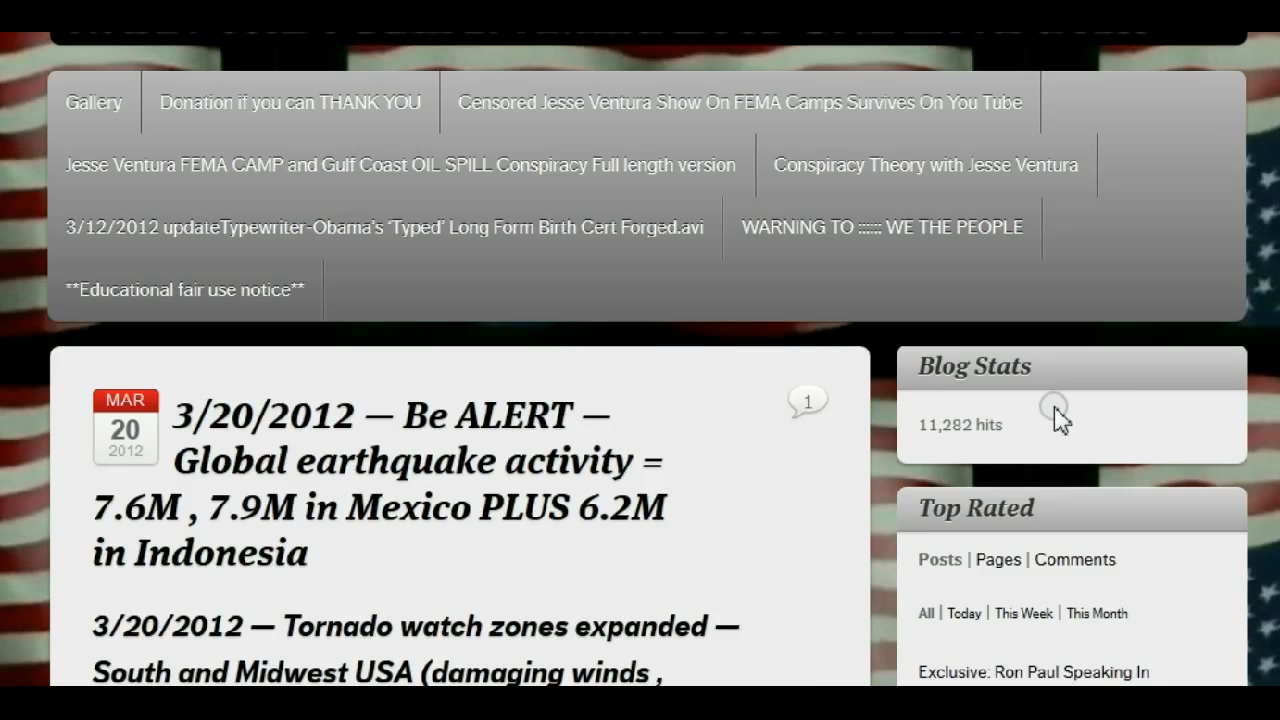 Gallery
Donation if you can THANK YOU
Censored Jesse Ventura Show On FEMA Camps Survives On You Tube
Jesse Ventura FEMA CAMP and Gulf Coast OIL SPILL Conspiracy Full length version
Conspiracy Theory with Jesse Ventura
3/12/2012 updateTypewriter-Obama's 'Typed' Long Form Birth Cert Forged.avi
WARNING TO :::::: WE THE PEOPLE
**Educational fair use notice**
MAR
20
2012
3/20/2012 — Be ALERT —
Global earthquake activity =
7.6M , 7.9M in Mexico PLUS 6.2M
in Indonesia
1
3/20/2012 — Tornado watch zones expanded —
South and Midwest USA (damaging winds ,
Blog Stats
11,282 hits
Top Rated
Posts | Pages | Comments
All | Today | This Week | This Month
Exclusive: Ron Paul Speaking In